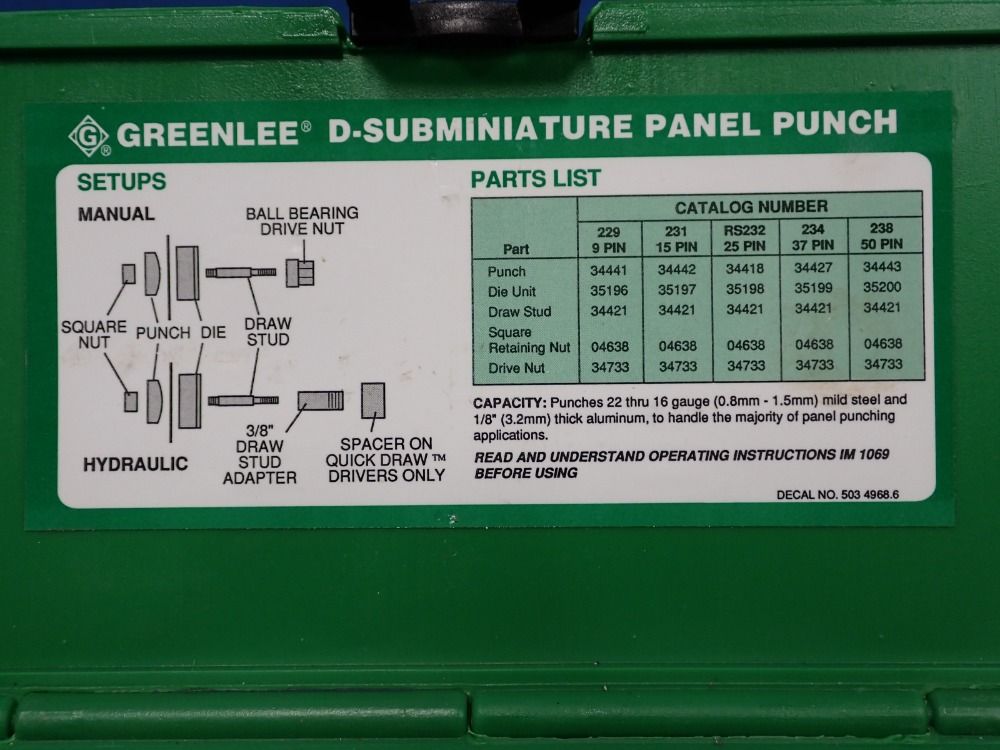 G® GREENLEE® D-SUBMINIATURE PANEL PUNCH
SETUPS
MANUAL
BALL BEARING
DRIVE NUT
SQUARE
NUT
PUNCH
DIE
DRAW
STUD
3/8"
DRAW
STUD
ADAPTER
SPACER ON
QUICK DRAW™
DRIVERS ONLY
HYDRAULIC
PARTS LIST
CATALOG NUMBER
Part 229 9 PIN 231 15 PIN RS232 25 PIN 234 37 PIN 238 50 PIN
Punch 34441 34442 34418 34427 34443
Die Unit 35196 35197 35198 35199 35200
Draw Stud 34421 34421 34421 34421 34421
Square
Retaining Nut 04638 04638 04638 04638 04638
Drive Nut 34733 34733 34733 34733 34733
CAPACITY: Punches 22 thru 16 gauge (0.8mm - 1.5mm) mild steel and
1/8" (3.2mm) thick aluminum, to handle the majority of panel punching
applications.
READ AND UNDERSTAND OPERATING INSTRUCTIONS IM 1069
BEFORE USING
DECAL NO. 503 4968.6